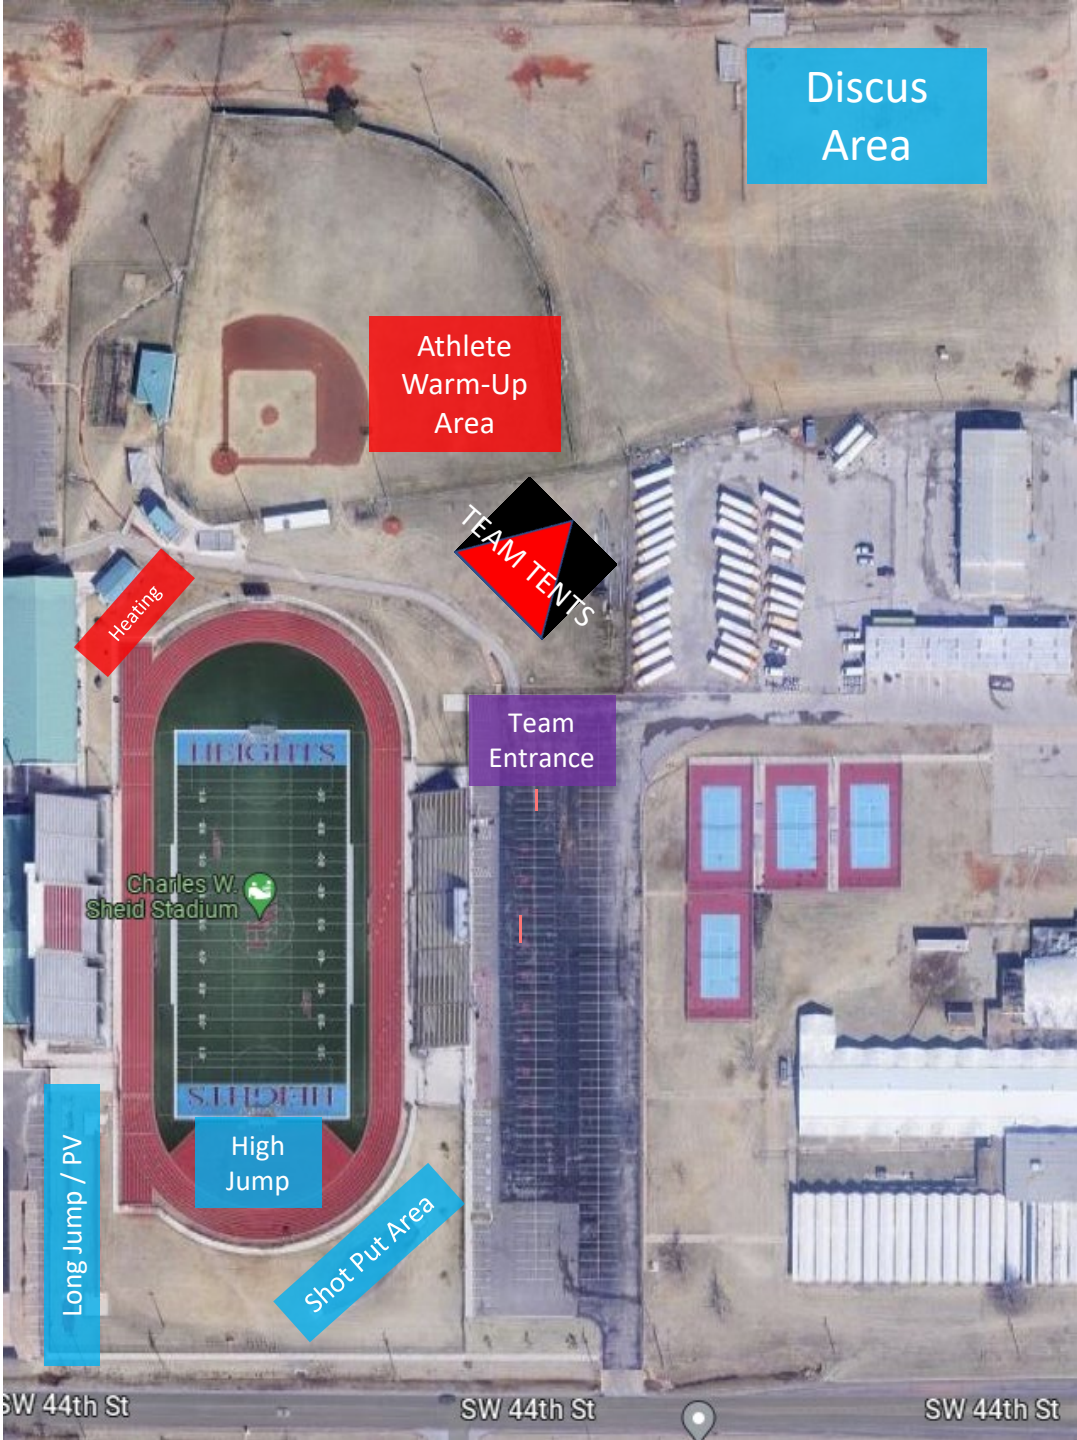 Discus
Area
Athlete
Warm-Up
Area
TEAM TENTS
Heating
Team
Entrance
HEIGHTS
Charles W.
Sheid Stadium
HEIGHTS
High
Jump
Long Jump / PV
Shot Put Area
SW 44th St
SW 44th St
SW 44th St